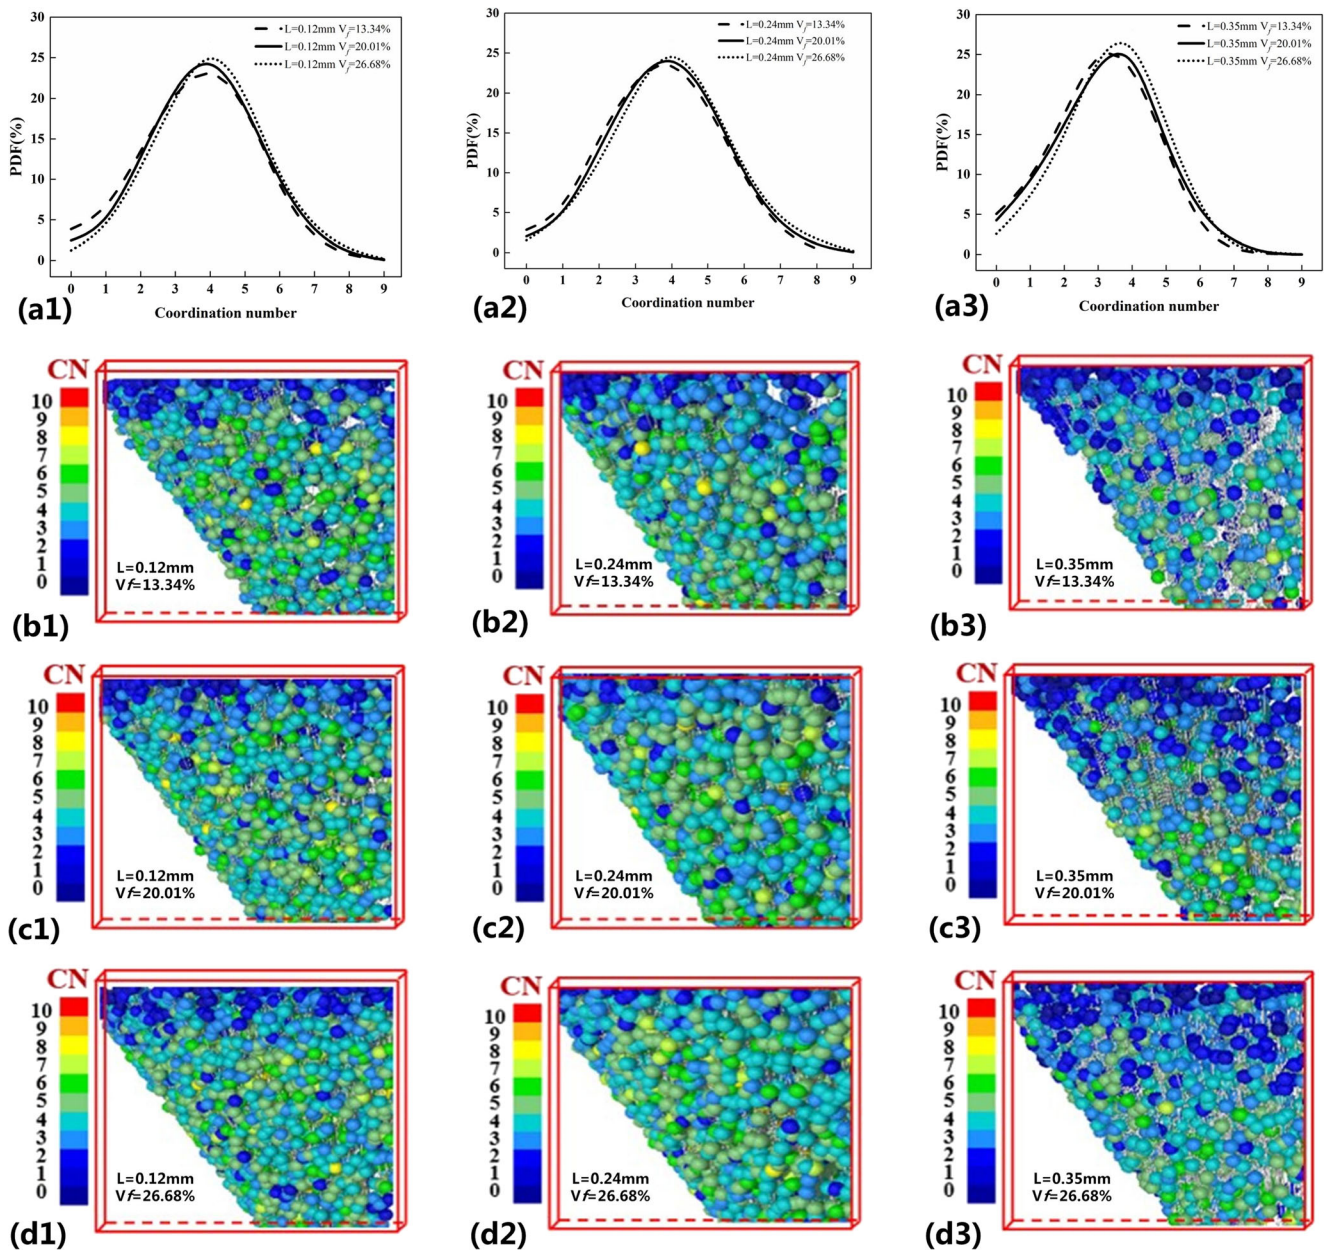 30
25
20
15
10
5
0
PDF(%)
L=0.12mm Vf=13.34%
L=0.12mm Vf=20.01%
L=0.12mm Vf=26.68%
0 1 2 3 4 5 6 7 8 9
Coordination number
(a1)
30
25
20
15
10
5
0
PDF(%)
L=0.24mm Vf=13.34%
L=0.24mm Vf=20.01%
L=0.24mm Vf=26.68%
0 1 2 3 4 5 6 7 8 9
Coordination number
(a2)
30
25
20
15
10
5
0
PDF(%)
L=0.35mm Vf=13.34%
L=0.35mm Vf=20.01%
L=0.35mm Vf=26.68%
0 1 2 3 4 5 6 7 8 9
Coordination number
(a3)
CN
10
9
8
7
6
5
4
3
2
1
0
L=0.12mm
Vf=13.34%
(b1)
CN
10
9
8
7
6
5
4
3
2
1
0
L=0.24mm
Vf=13.34%
(b2)
CN
10
9
8
7
6
5
4
3
2
1
0
L=0.35mm
Vf=13.34%
(b3)
CN
10
9
8
7
6
5
4
3
2
1
0
L=0.12mm
Vf=20.01%
(c1)
CN
10
9
8
7
6
5
4
3
2
1
0
L=0.24mm
Vf=20.01%
(c2)
CN
10
9
8
7
6
5
4
3
2
1
0
L=0.35mm
Vf=20.01%
(c3)
CN
10
9
8
7
6
5
4
3
2
1
0
L=0.12mm
Vf=26.68%
(d1)
CN
10
9
8
7
6
5
4
3
2
1
0
L=0.24mm
Vf=26.68%
(d2)
CN
10
9
8
7
6
5
4
3
2
1
0
L=0.35mm
Vf=26.68%
(d3)